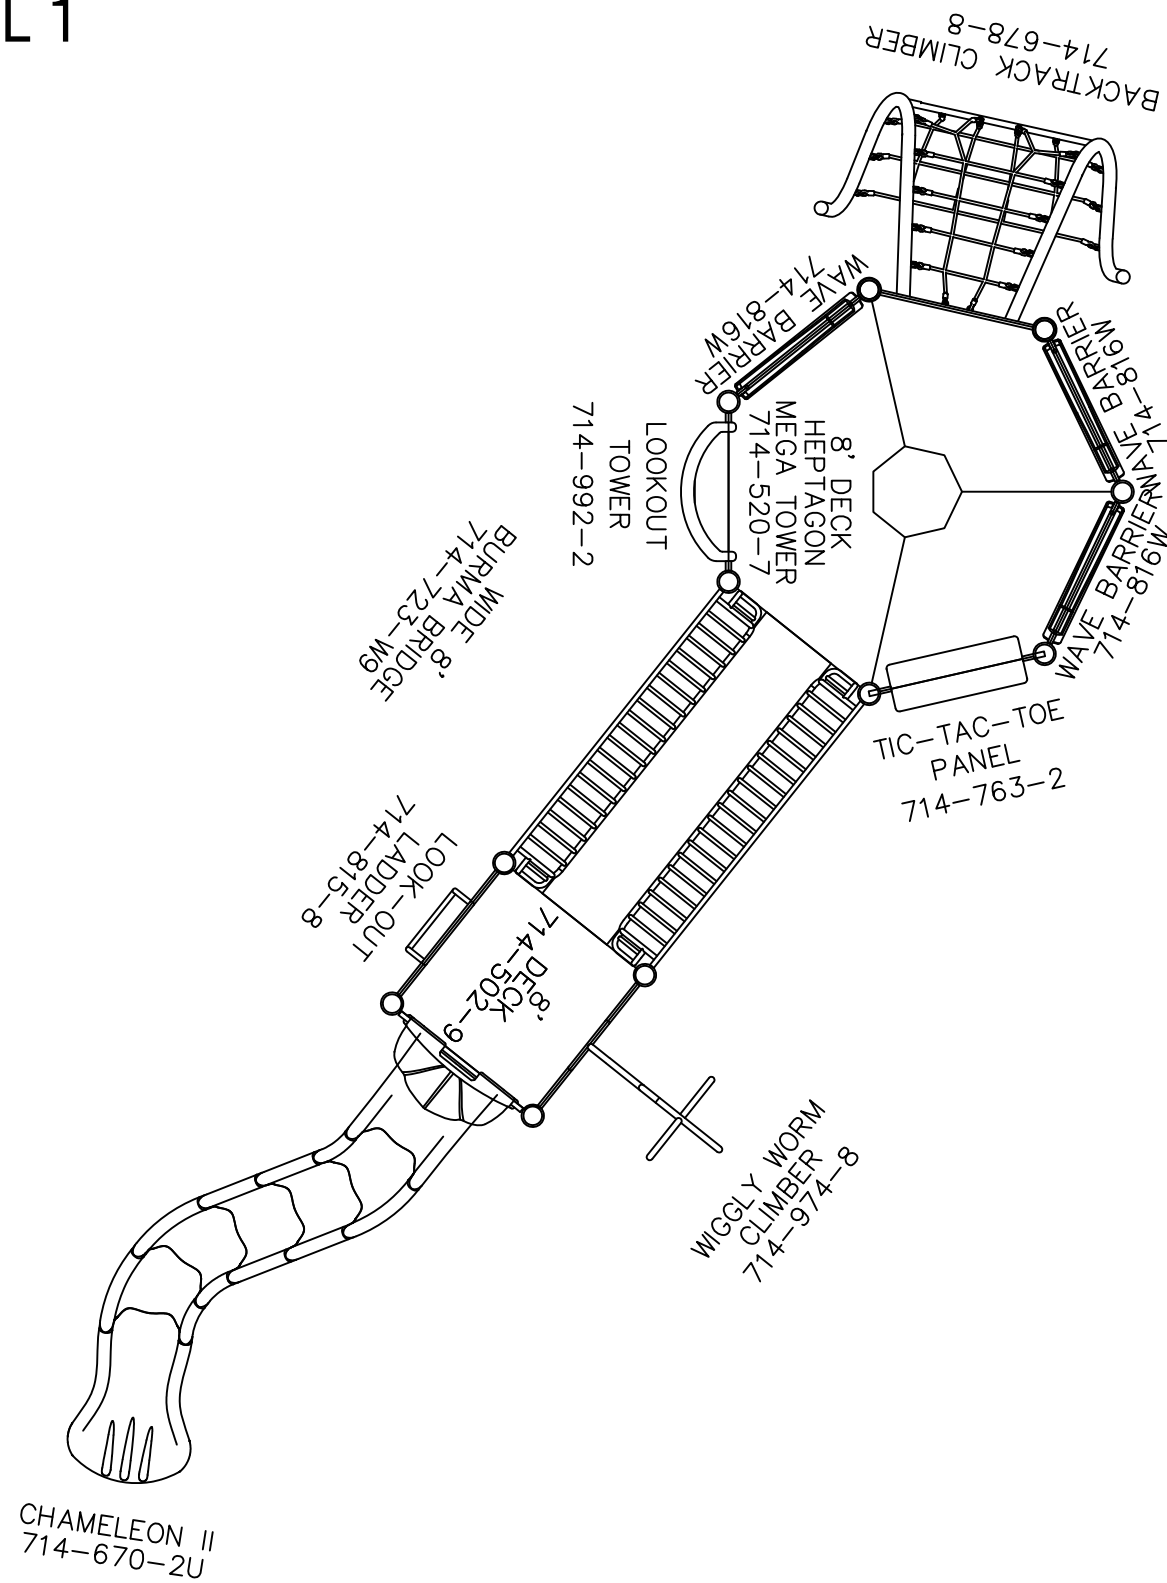 L 1
BACKTRACK CLIMBER
714-678-8
WAVE BARRIER
714-816W
WAVE BARRIER
714-816W
WAVE BARRIER
714-816W
LOOKOUT
TOWER
714-992-2
8' DECK
HEPTAGON
MEGA TOWER
714-520-7
WIDE 8'
BURMA BRIDGE
714-723-W9
TIC-TAC-TOE
PANEL
714-763-2
LOOK-OUT
LADDER
714-815-8
8'
DECK
714-502-9
WIGGLY WORM
CLIMBER
714-974-8
CHAMELEON II
714-670-2U